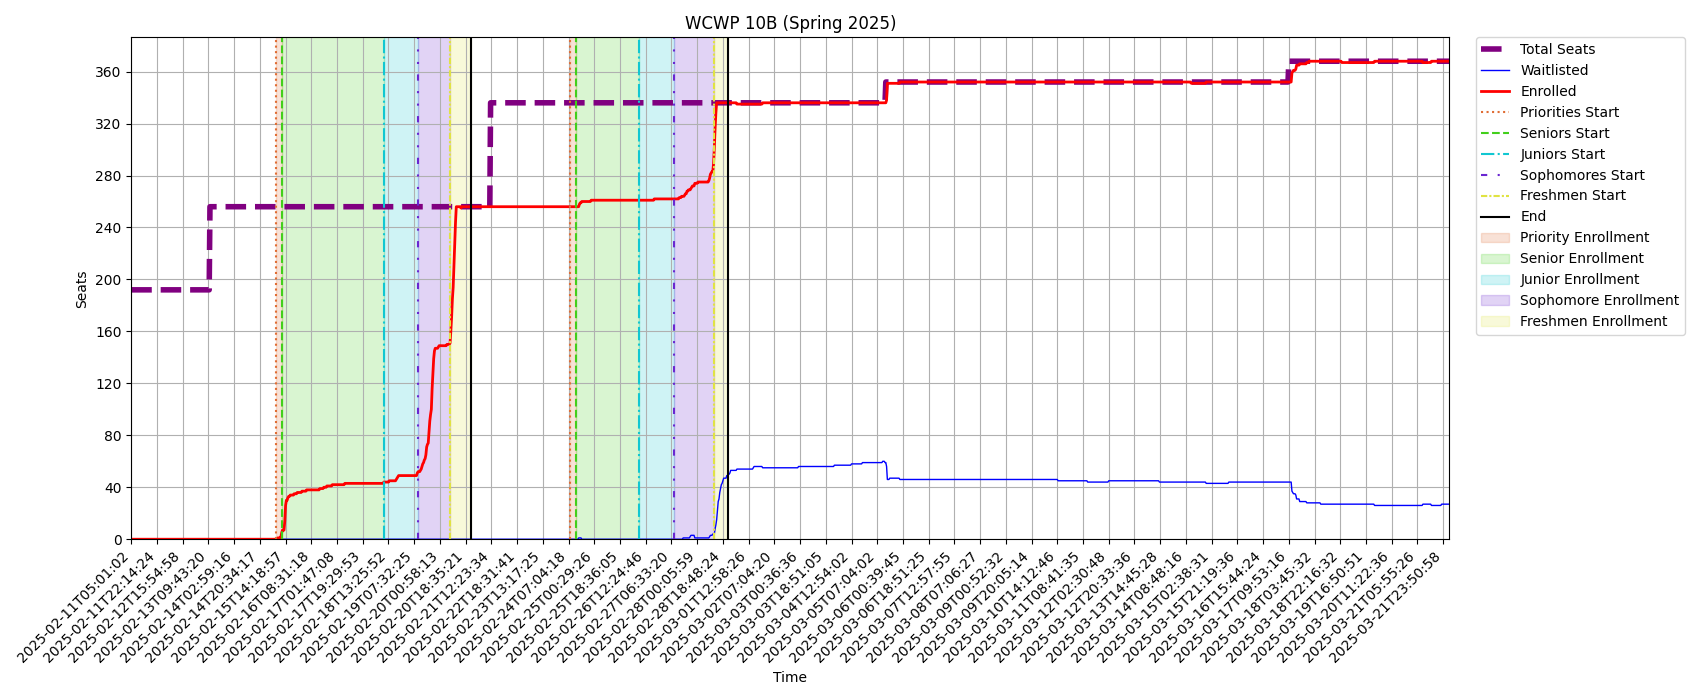 WCWP 10B (Spring 2025)
Seats
360
320
280
240
200
160
120
80
40
0
2025-02-11T05:01:02
2025-02-11T22:14:24
2025-02-12T15:54:58
2025-02-13T09:43:20
2025-02-14T02:59:16
2025-02-14T20:34:17
2025-02-15T14:18:57
2025-02-16T08:31:18
2025-02-17T01:47:08
2025-02-17T19:29:53
2025-02-18T13:25:52
2025-02-19T07:32:25
2025-02-20T00:58:13
2025-02-20T18:35:21
2025-02-21T12:23:34
2025-02-22T18:31:41
2025-02-23T13:17:25
2025-02-24T07:04:18
2025-02-25T00:29:26
2025-02-25T18:36:05
2025-02-26T12:24:46
2025-02-27T06:33:20
2025-02-28T00:05:59
2025-02-28T18:48:24
2025-03-01T12:58:26
2025-03-02T07:04:20
2025-03-03T00:36:36
2025-03-03T18:51:05
2025-03-04T12:54:02
2025-03-05T07:04:02
2025-03-06T00:39:45
2025-03-06T18:51:25
2025-03-07T12:57:55
2025-03-08T07:06:27
2025-03-09T00:52:32
2025-03-09T20:05:14
2025-03-10T14:12:46
2025-03-11T08:41:35
2025-03-12T02:30:48
2025-03-12T20:33:36
2025-03-13T14:45:28
2025-03-14T08:48:16
2025-03-15T02:38:31
2025-03-15T21:19:36
2025-03-16T15:44:24
2025-03-17T09:53:16
2025-03-18T03:45:32
2025-03-18T22:16:32
2025-03-19T16:50:51
2025-03-20T11:22:36
2025-03-21T05:55:26
2025-03-21T23:50:58
Time
Total Seats
Waitlisted
Enrolled
Priorities Start
Seniors Start
Juniors Start
Sophomores Start
Freshmen Start
End
Priority Enrollment
Senior Enrollment
Junior Enrollment
Sophomore Enrollment
Freshmen Enrollment